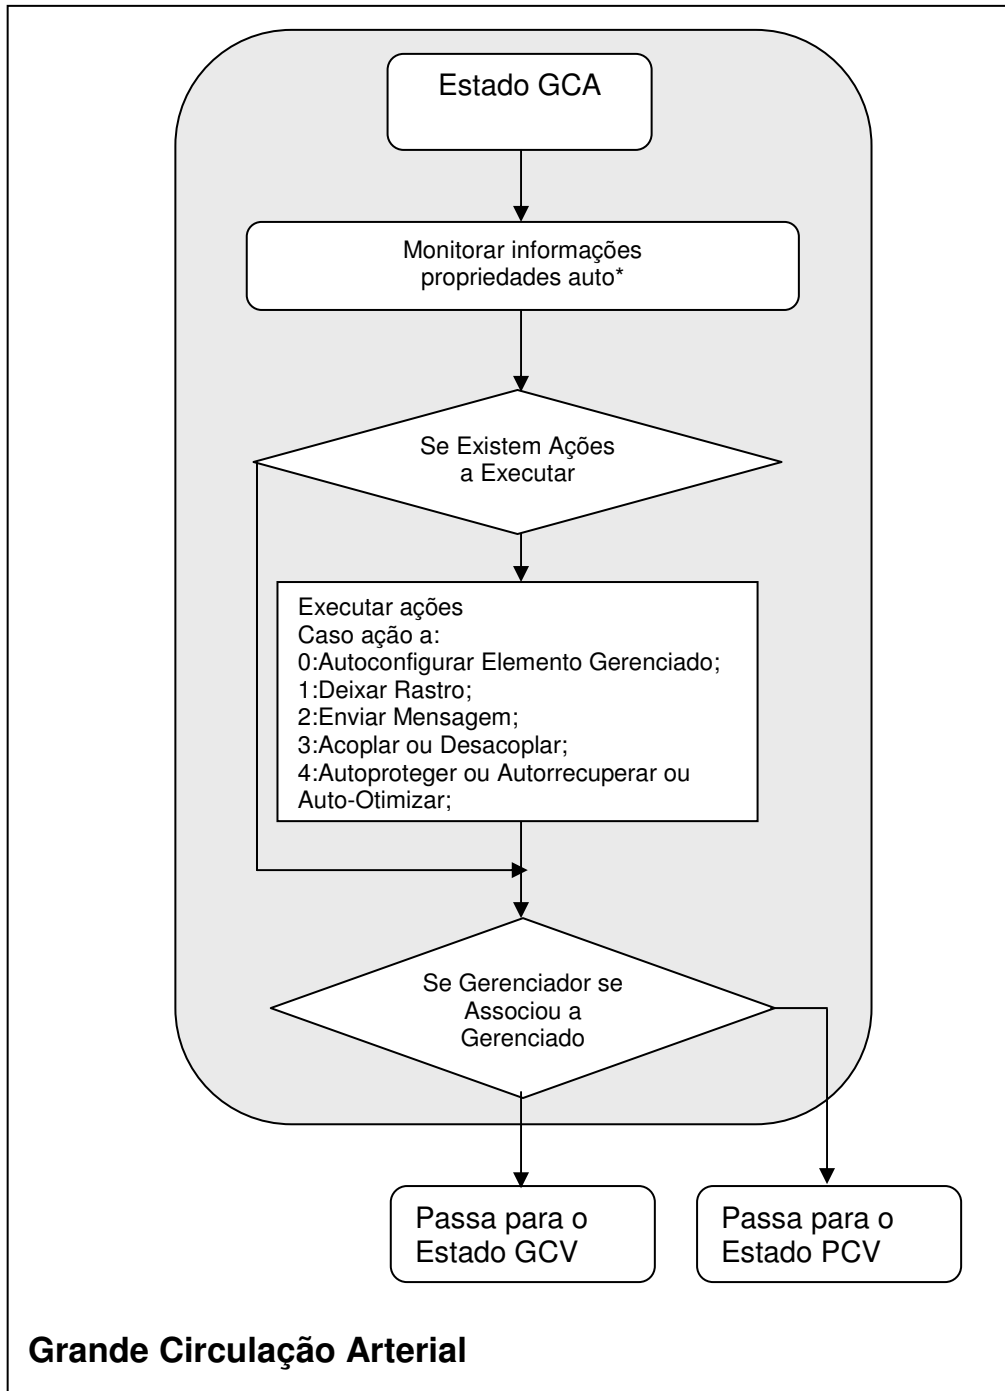 Estado GCA
Monitorar informações
propriedades auto*
Se Existem Ações
a Executar
Executar ações
Caso ação a:
0:Autoconfigurar Elemento Gerenciado;
1:Deixar Rastro;
2:Enviar Mensagem;
3:Acoplar ou Desacoplar;
4:Autoproteger ou Autorrecuperar ou
Auto-Otimizar;
Se Gerenciador se
Associou a
Gerenciado
Passa para o
Estado GCV
Passa para o
Estado PCV
Grande Circulação Arterial